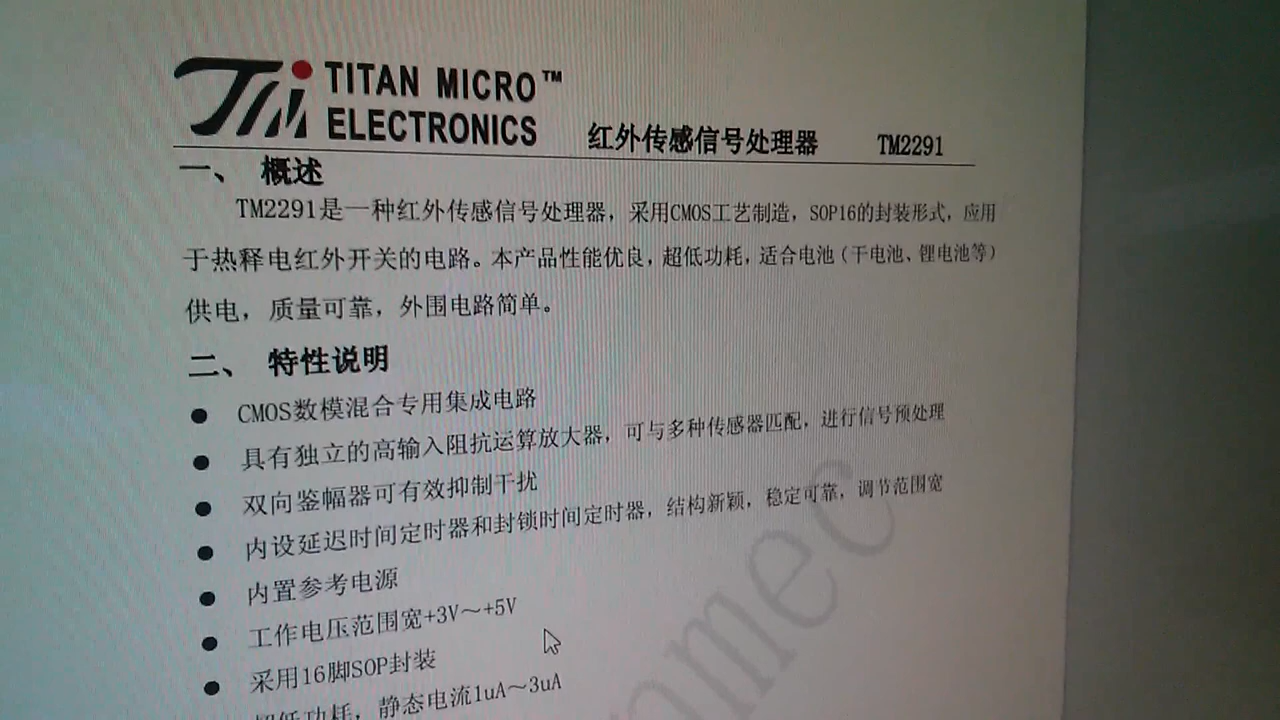 TITAN MICRO™
ELECTRONICS
红外传感信号处理器 TM2291
一、 概述
TM2291是一种红外传感信号处理器，采用CMOS工艺制造，SOP16的封装形式，应用
于热释电红外开关的电路。本产品性能优良，超低功耗，适合电池（干电池、锂电池等）
供电，质量可靠，外围电路简单。
二、 特性说明
● CMOS数模混合专用集成电路
● 具有独立的高输入阻抗运算放大器，可与多种传感器匹配，进行信号预处理
● 双向鉴幅器可有效抑制干扰
● 内设延迟时间定时器和封锁时间定时器，结构新颖，稳定可靠，调节范围宽
● 内置参考电源
● 工作电压范围宽+3V～+5V
● 采用16脚SOP封装
超低功耗，静态电流1uA～3uA